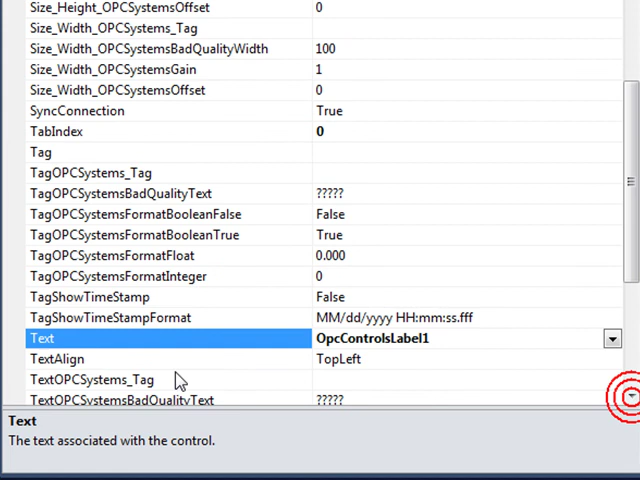 Size_Height_OPCSystemsOffset 0
Size_Width_OPCSystems_Tag
Size_Width_OPCSystemsBadQualityWidth 100
Size_Width_OPCSystemsGain 1
Size_Width_OPCSystemsOffset 0
SyncConnection True
TabIndex 0
Tag
TagOPCSystems_Tag
TagOPCSystemsBadQualityText ?????
TagOPCSystemsFormatBooleanFalse False
TagOPCSystemsFormatBooleanTrue True
TagOPCSystemsFormatFloat 0.000
TagOPCSystemsFormatInteger 0
TagShowTimeStamp False
TagShowTimeStampFormat MM/dd/yyyy HH:mm:ss.fff
Text OpcControlsLabel1
TextAlign TopLeft
TextOPCSystems_Tag
TextOPCSystemsBadQualityText ?????
Text
The text associated with the control.